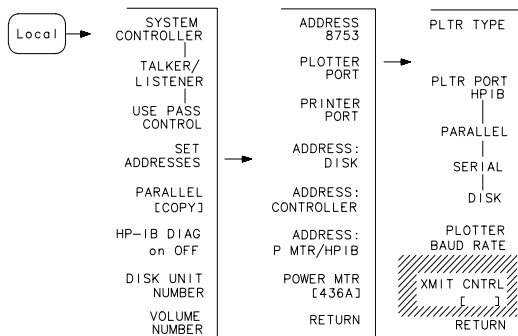 Local
SYSTEM
CONTROLLER
TALKER/
LISTENER
USE PASS
CONTROL
SET
ADDRESSES
PARALLEL
[COPY]
HP-IB DIAG
on OFF
DISK UNIT
NUMBER
VOLUME
NUMBER
ADDRESS
8753
PLOTTER
PORT
PRINTER
PORT
ADDRESS:
DISK
ADDRESS:
CONTROLLER
ADDRESS:
P MTR/HPIB
POWER MTR
[436A]
RETURN
PLTR TYPE
PLTR PORT
HPIB
PARALLEL
SERIAL
DISK
PLOTTER
BAUD RATE
XMIT CNTRL
[ ]
RETURN